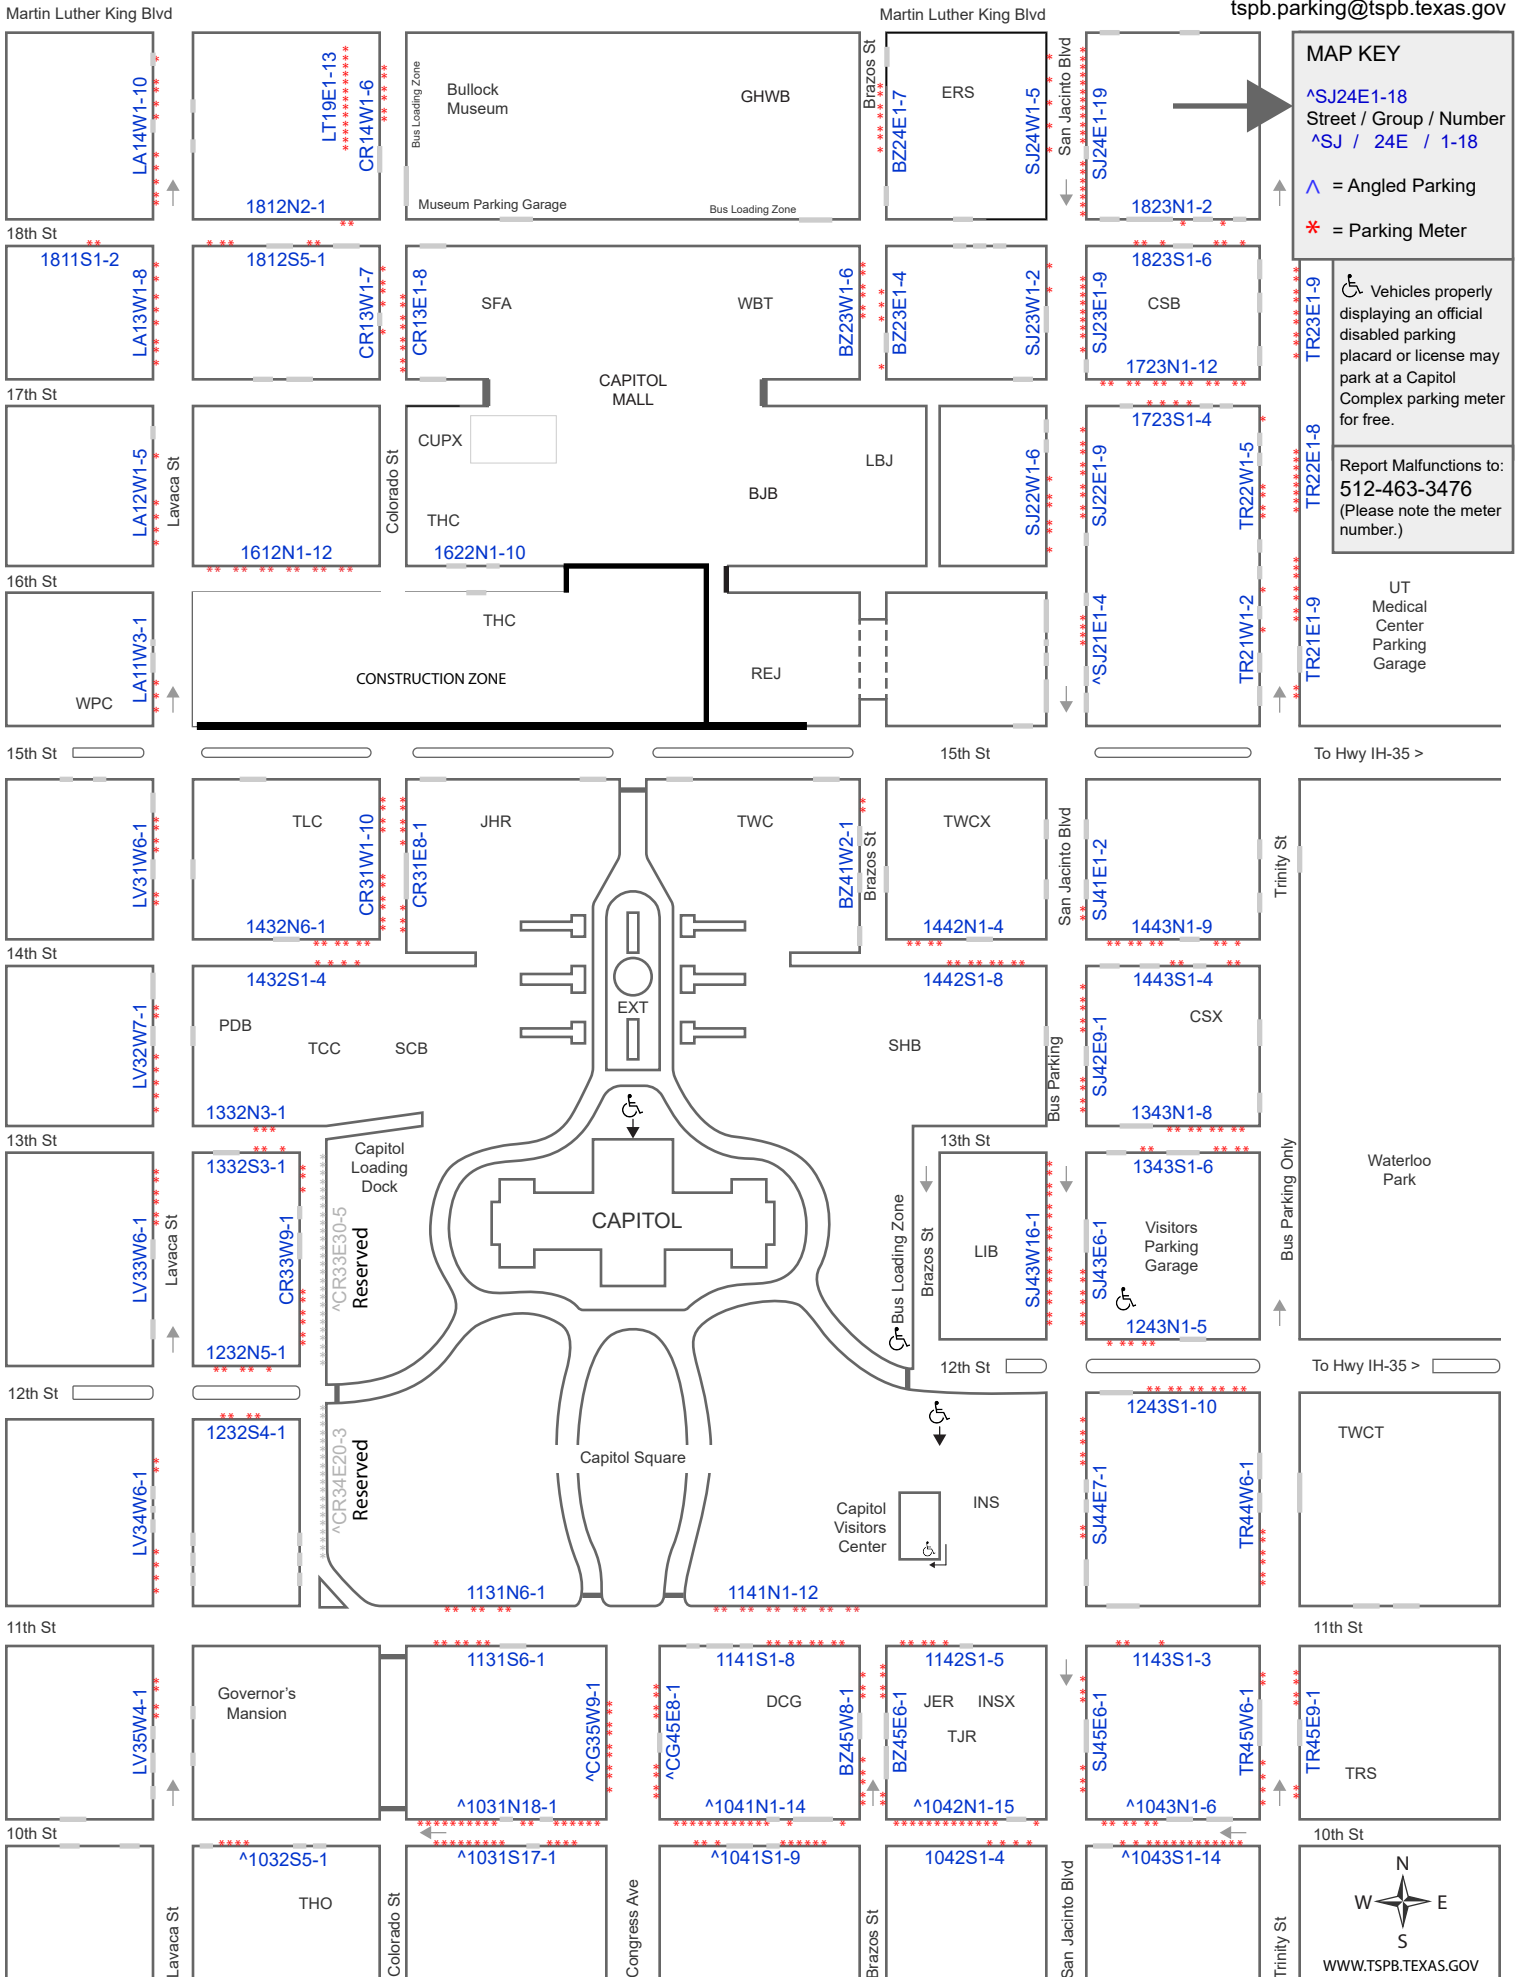 tspb.parking@tspb.texas.gov
Martin Luther King Blvd
Martin Luther King Blvd
MAP KEY
^SJ24E1-18
Street / Group / Number
^SJ / 24E / 1-18
^ = Angled Parking
* = Parking Meter
Vehicles properly
displaying an official
disabled parking
placard or license may
park at a Capitol
Complex parking meter
for free.
Report Malfunctions to:
512-463-3476
(Please note the meter
number.)
LA14W1-10
LT19E1-13
CR14W1-6
Bus Loading Zone
Bullock
Museum
GHWB
Brazos St
BZ24E1-7
ERS
SJ24W1-5
San Jacinto Blvd
SJ24E1-19
1812N2-1
Museum Parking Garage
Bus Loading Zone
1823N1-2
18th St
1811S1-2
1812S5-1
1823S1-6
LA13W1-8
CR13W1-7
CR13E1-8
SFA
WBT
BZ23W1-6
BZ23E1-4
SJ23W1-2
SJ23E1-9
CSB
TR23E1-9
1723N1-12
CAPITOL
MALL
17th St
1723S1-4
LA12W1-5
Lavaca St
Colorado St
CUPX
THC
LBJ
BJB
SJ22W1-6
SJ22E1-9
TR22W1-5
TR22E1-8
1612N1-12
1622N1-10
16th St
LA11W3-1
WPC
THC
CONSTRUCTION ZONE
REJ
^SJ21E1-4
TR21W1-2
TR21E1-9
UT
Medical
Center
Parking
Garage
15th St
15th St
To Hwy IH-35 >
LV31W6-1
TLC
CR31W1-10
CR31E8-1
JHR
TWC
BZ41W2-1
Brazos St
TWCX
San Jacinto Blvd
SJ41E1-2
Trinity St
1432N6-1
1442N1-4
1443N1-9
14th St
1432S1-4
1442S1-8
1443S1-4
EXT
LV32W7-1
PDB
TCC
SCB
SHB
Bus Parking
SJ42E9-1
CSX
1332N3-1
1343N1-8
13th St
13th St
1332S3-1
Capitol
Loading
Dock
1343S1-6
LV33W6-1
Lavaca St
CR33W9-1
^CR33E30-5
Reserved
CAPITOL
Bus Loading Zone
Brazos St
LIB
SJ43W16-1
SJ43E6-1
Visitors
Parking
Garage
Bus Parking Only
Waterloo
Park
1232N5-1
1243N1-5
12th St
12th St
To Hwy IH-35 >
1232S4-1
1243S1-10
LV34W6-1
^CR34E20-3
Reserved
Capitol Square
Capitol
Visitors
Center
INS
SJ44E7-1
TR44W6-1
TWCT
1131N6-1
1141N1-12
11th St
11th St
1131S6-1
1141S1-8
1142S1-5
1143S1-3
LV35W4-1
Governor's
Mansion
^CG35W9-1
^CG45E8-1
DCG
BZ45W8-1
BZ45E6-1
JER
INSX
TJR
SJ45E6-1
TR45W6-1
TR45E9-1
TRS
^1031N18-1
^1041N1-14
^1042N1-15
^1043N1-6
10th St
10th St
^1032S5-1
^1031S17-1
^1041S1-9
1042S1-4
^1043S1-14
THO
Lavaca St
Colorado St
Congress Ave
Brazos St
San Jacinto Blvd
Trinity St
N
W
E
S
WWW.TSPB.TEXAS.GOV